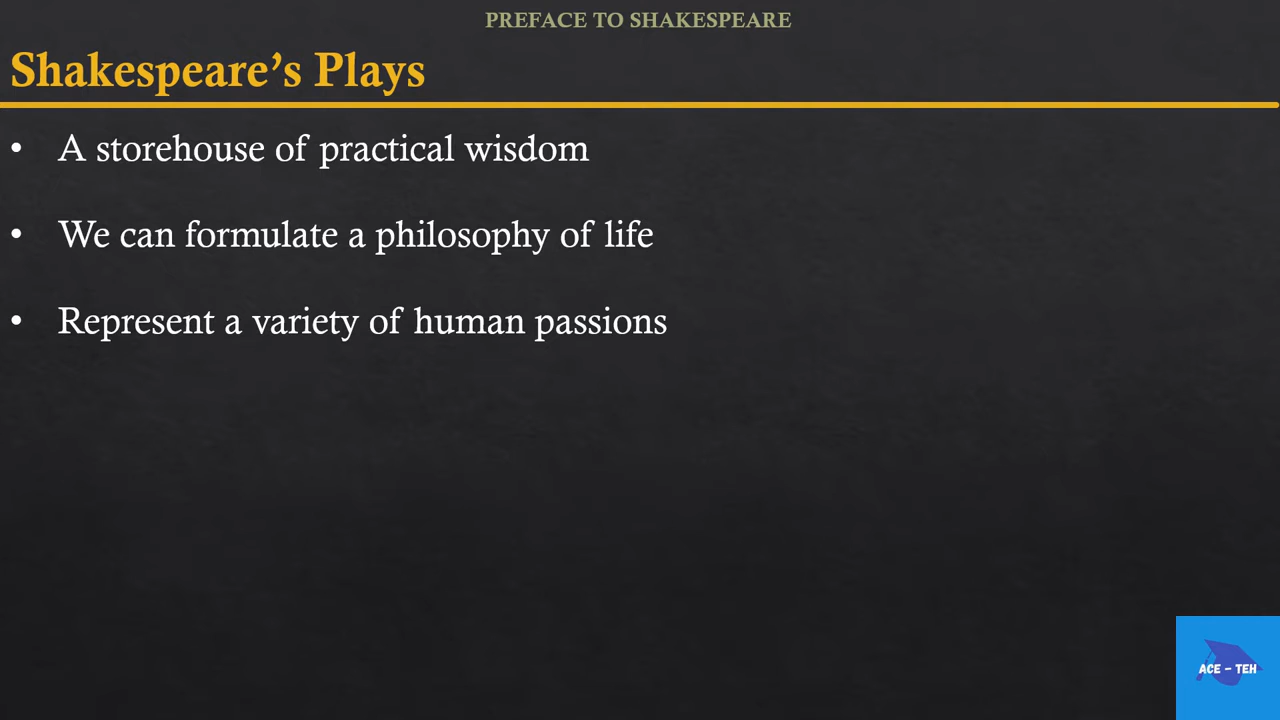 PREFACE TO SHAKESPEARE
Shakespeare’s Plays
• A storehouse of practical wisdom
• We can formulate a philosophy of life
• Represent a variety of human passions
ACE – TEH